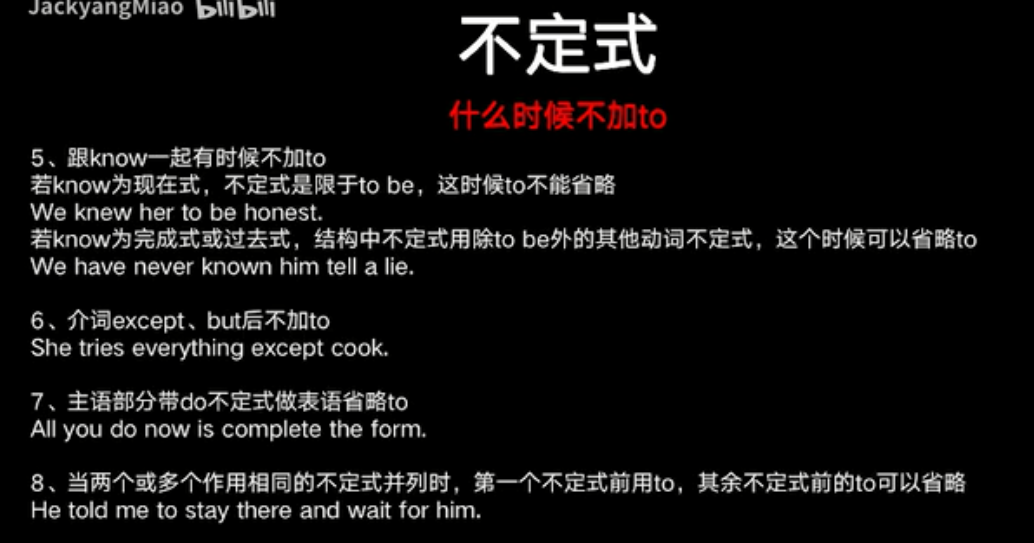 JackyangMiao bilibili
不定式
什么时候不加to
5、跟know一起有时候不加to
若know为现在式，不定式是限于to be，这时候to不能省略
We knew her to be honest.
若know为完成式或过去式，结构中不定式用除to be外的其他动词不定式，这个时候可以省略to
We have never known him tell a lie.
6、介词except、but后不加to
She tries everything except cook.
7、主语部分带do不定式做表语省略to
All you do now is complete the form.
8、当两个或多个作用相同的不定式并列时，第一个不定式前用to，其余不定式前的to可以省略
He told me to stay there and wait for him.